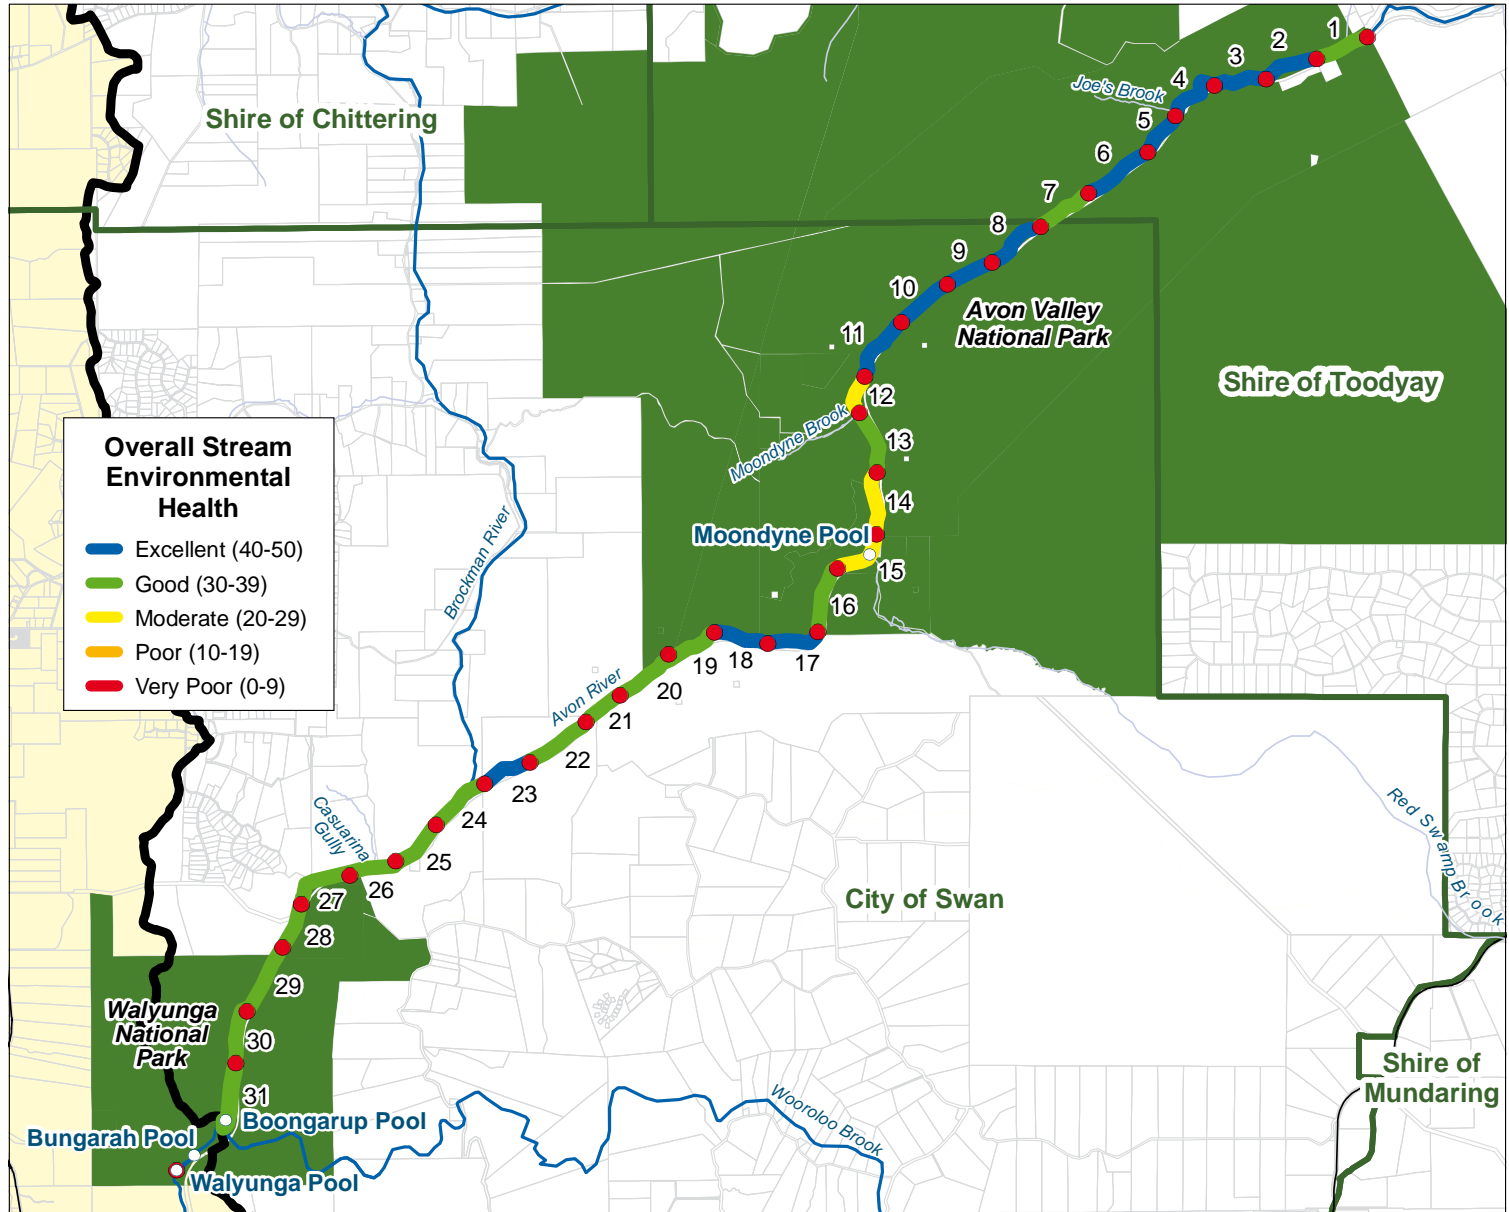 1
2
3
4
Joe's Brook
5
6
7
8
9
10
11
12
13
14
15
16
17
18
19
20
21
22
23
24
25
26
27
28
29
30
31
Shire of Chittering
Avon Valley
National Park
Shire of Toodyay
Moondyne Brook
Moondyne Pool
Overall Stream
Environmental
Health
Excellent (40-50)
Good (30-39)
Moderate (20-29)
Poor (10-19)
Very Poor (0-9)
Brockman River
Avon River
Casuarina
Gully
Red Swamp Brook
City of Swan
Walyunga
National
Park
Shire of
Mundaring
Boongarup Pool
Bungarah Pool
Walyunga Pool
Wooroloo Brook